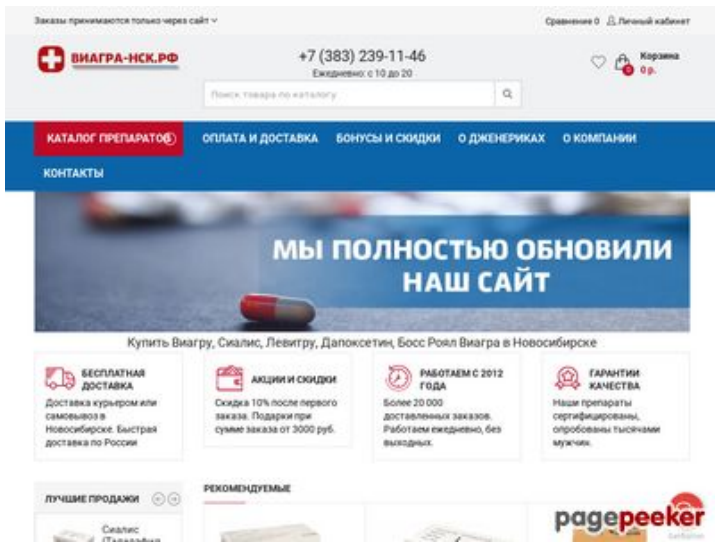 Заказы принимаются только через сайт
Сравнение 0 Личный кабинет
ВИАГРА-НСК.РФ
+7 (383) 239-11-46
Ежедневно: с 10 до 20
Корзина
0
0 р.
Поиск товара по каталогу
КАТАЛОГ ПРЕПАРАТОВ ОПЛАТА И ДОСТАВКА БОНУСЫ И СКИДКИ О ДЖЕНЕРИКАХ О КОМПАНИИ
КОНТАКТЫ
МЫ ПОЛНОСТЬЮ ОБНОВИЛИ
НАШ САЙТ
Купить Виагру, Сиалис, Левитру, Дапоксетин, Босс Роял Виагра в Новосибирске
БЕСПЛАТНАЯ
ДОСТАВКА
Доставка курьером или
самовывоз в
Новосибирске. Быстрая
доставка по России
АКЦИИ И СКИДКИ
Скидка 10% после первого
заказа. Подарки при
сумме заказа от 3000 руб.
РАБОТАЕМ С 2012
ГОДА
Более 20 000
доставленных заказов.
Работаем ежедневно, без
выходных.
ГАРАНТИИ
КАЧЕСТВА
Наши препараты
сертифицированы,
опробованы тысячами
мужчин.
ЛУЧШИЕ ПРОДАЖИ
РЕКОМЕНДУЕМЫЕ
Сиалис
pagepeeker